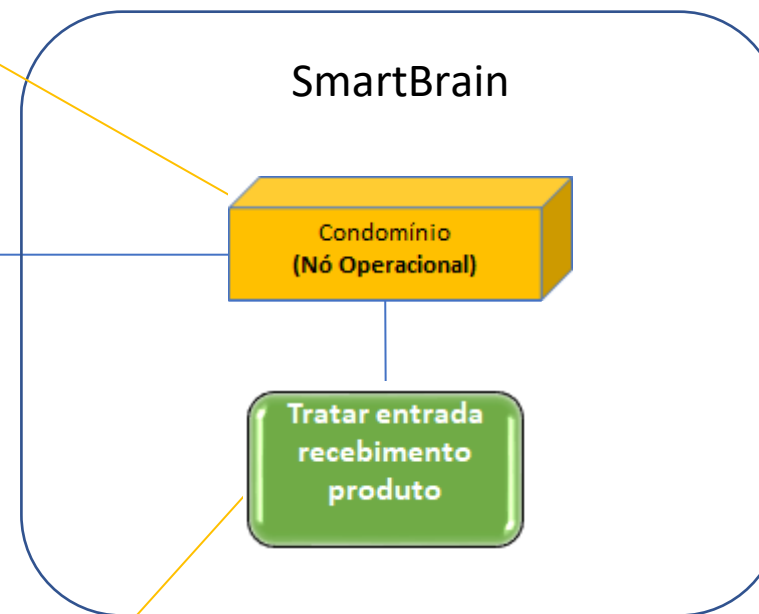 SmartBrain
Condomínio
(Nó Operacional)
Tratar entrada
recebimento
produto